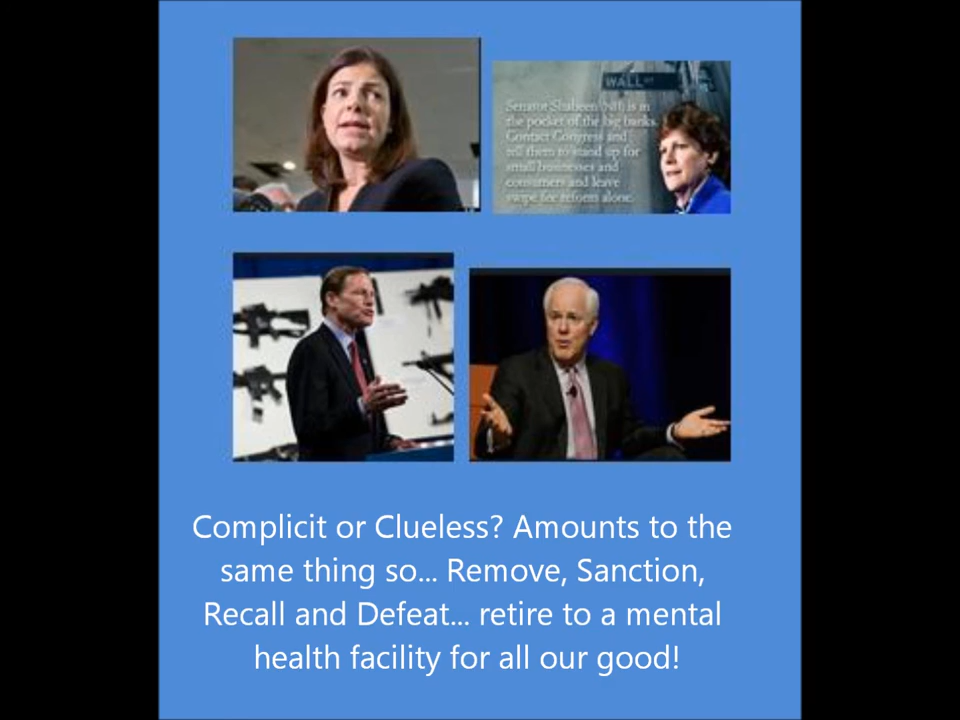 WALL ST
Senator Shaheen (NH) is in
the pocket of the big banks.
Contact Congress and
tell them to stand up for
small businesses and
consumers and leave
swipe fee reform alone.
Complicit or Clueless? Amounts to the
same thing so... Remove, Sanction,
Recall and Defeat... retire to a mental
health facility for all our good!